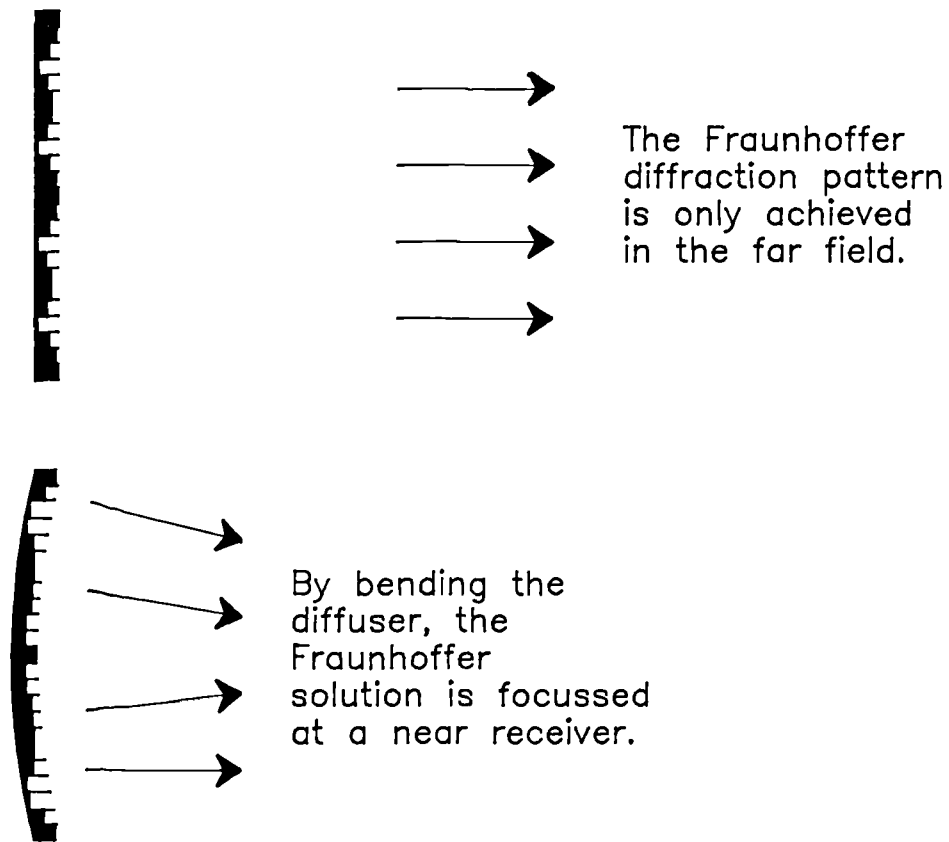 The Fraunhoffer
diffraction pattern
is only achieved
in the far field.
By bending the
diffuser, the
Fraunhoffer
solution is focussed
at a near receiver.